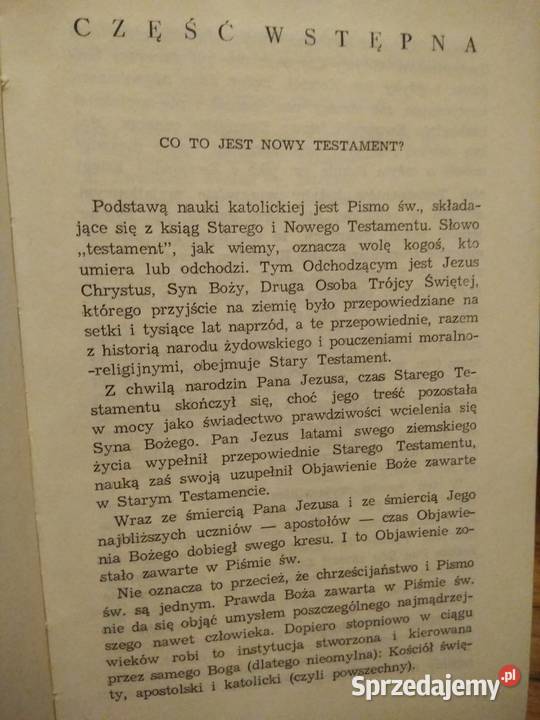 CZĘŚĆ WSTĘPNA
CO TO JEST NOWY TESTAMENT?
Podstawą nauki katolickiej jest Pismo św., składa-
jące się z ksiąg Starego i Nowego Testamentu. Słowo
„testament", jak wiemy, oznacza wolę kogoś, kto
umiera lub odchodzi. Tym Odchodzącym jest Jezus
Chrystus, Syn Boży, Druga Osoba Trójcy Świętej,
którego przyjście na ziemię było przepowiedziane na
setki i tysiące lat naprzód, a te przepowiednie, razem
z historią narodu żydowskiego i pouczeniami moralno-
-religijnymi, obejmuje Stary Testament.
Z chwilą narodzin Pana Jezusa, czas Starego Te-
stamentu skończył się, choć jego treść pozostała
w mocy jako świadectwo prawdziwości wcielenia się
Syna Bożego. Pan Jezus latami swego ziemskiego
życia wypełnił przepowiednie Starego Testamentu,
nauką zaś swoją uzupełnił Objawienie Boże zawarte
w Starym Testamencie.
Wraz ze śmiercią Pana Jezusa i ze śmiercią Jego
najbliższych uczniów — apostołów — czas Objawie-
nia Bożego dobiegł swego kresu. I to Objawienie zo-
stało zawarte w Piśmie św.
Nie oznacza to przecież, że chrześcijaństwo i Pismo
św. są jednym. Prawda Boża zawarta w Piśmie św.
nie da się objąć umysłem poszczególnego najmądrzej-
szego nawet człowieka. Dopiero stopniowo w ciągu
wieków robi to instytucja stworzona i kierowana
przez samego Boga (dlatego nieomylna): Kościół świę-
ty, apostolski i katolicki (czyli powszechny).
Sprzedajemy.pl